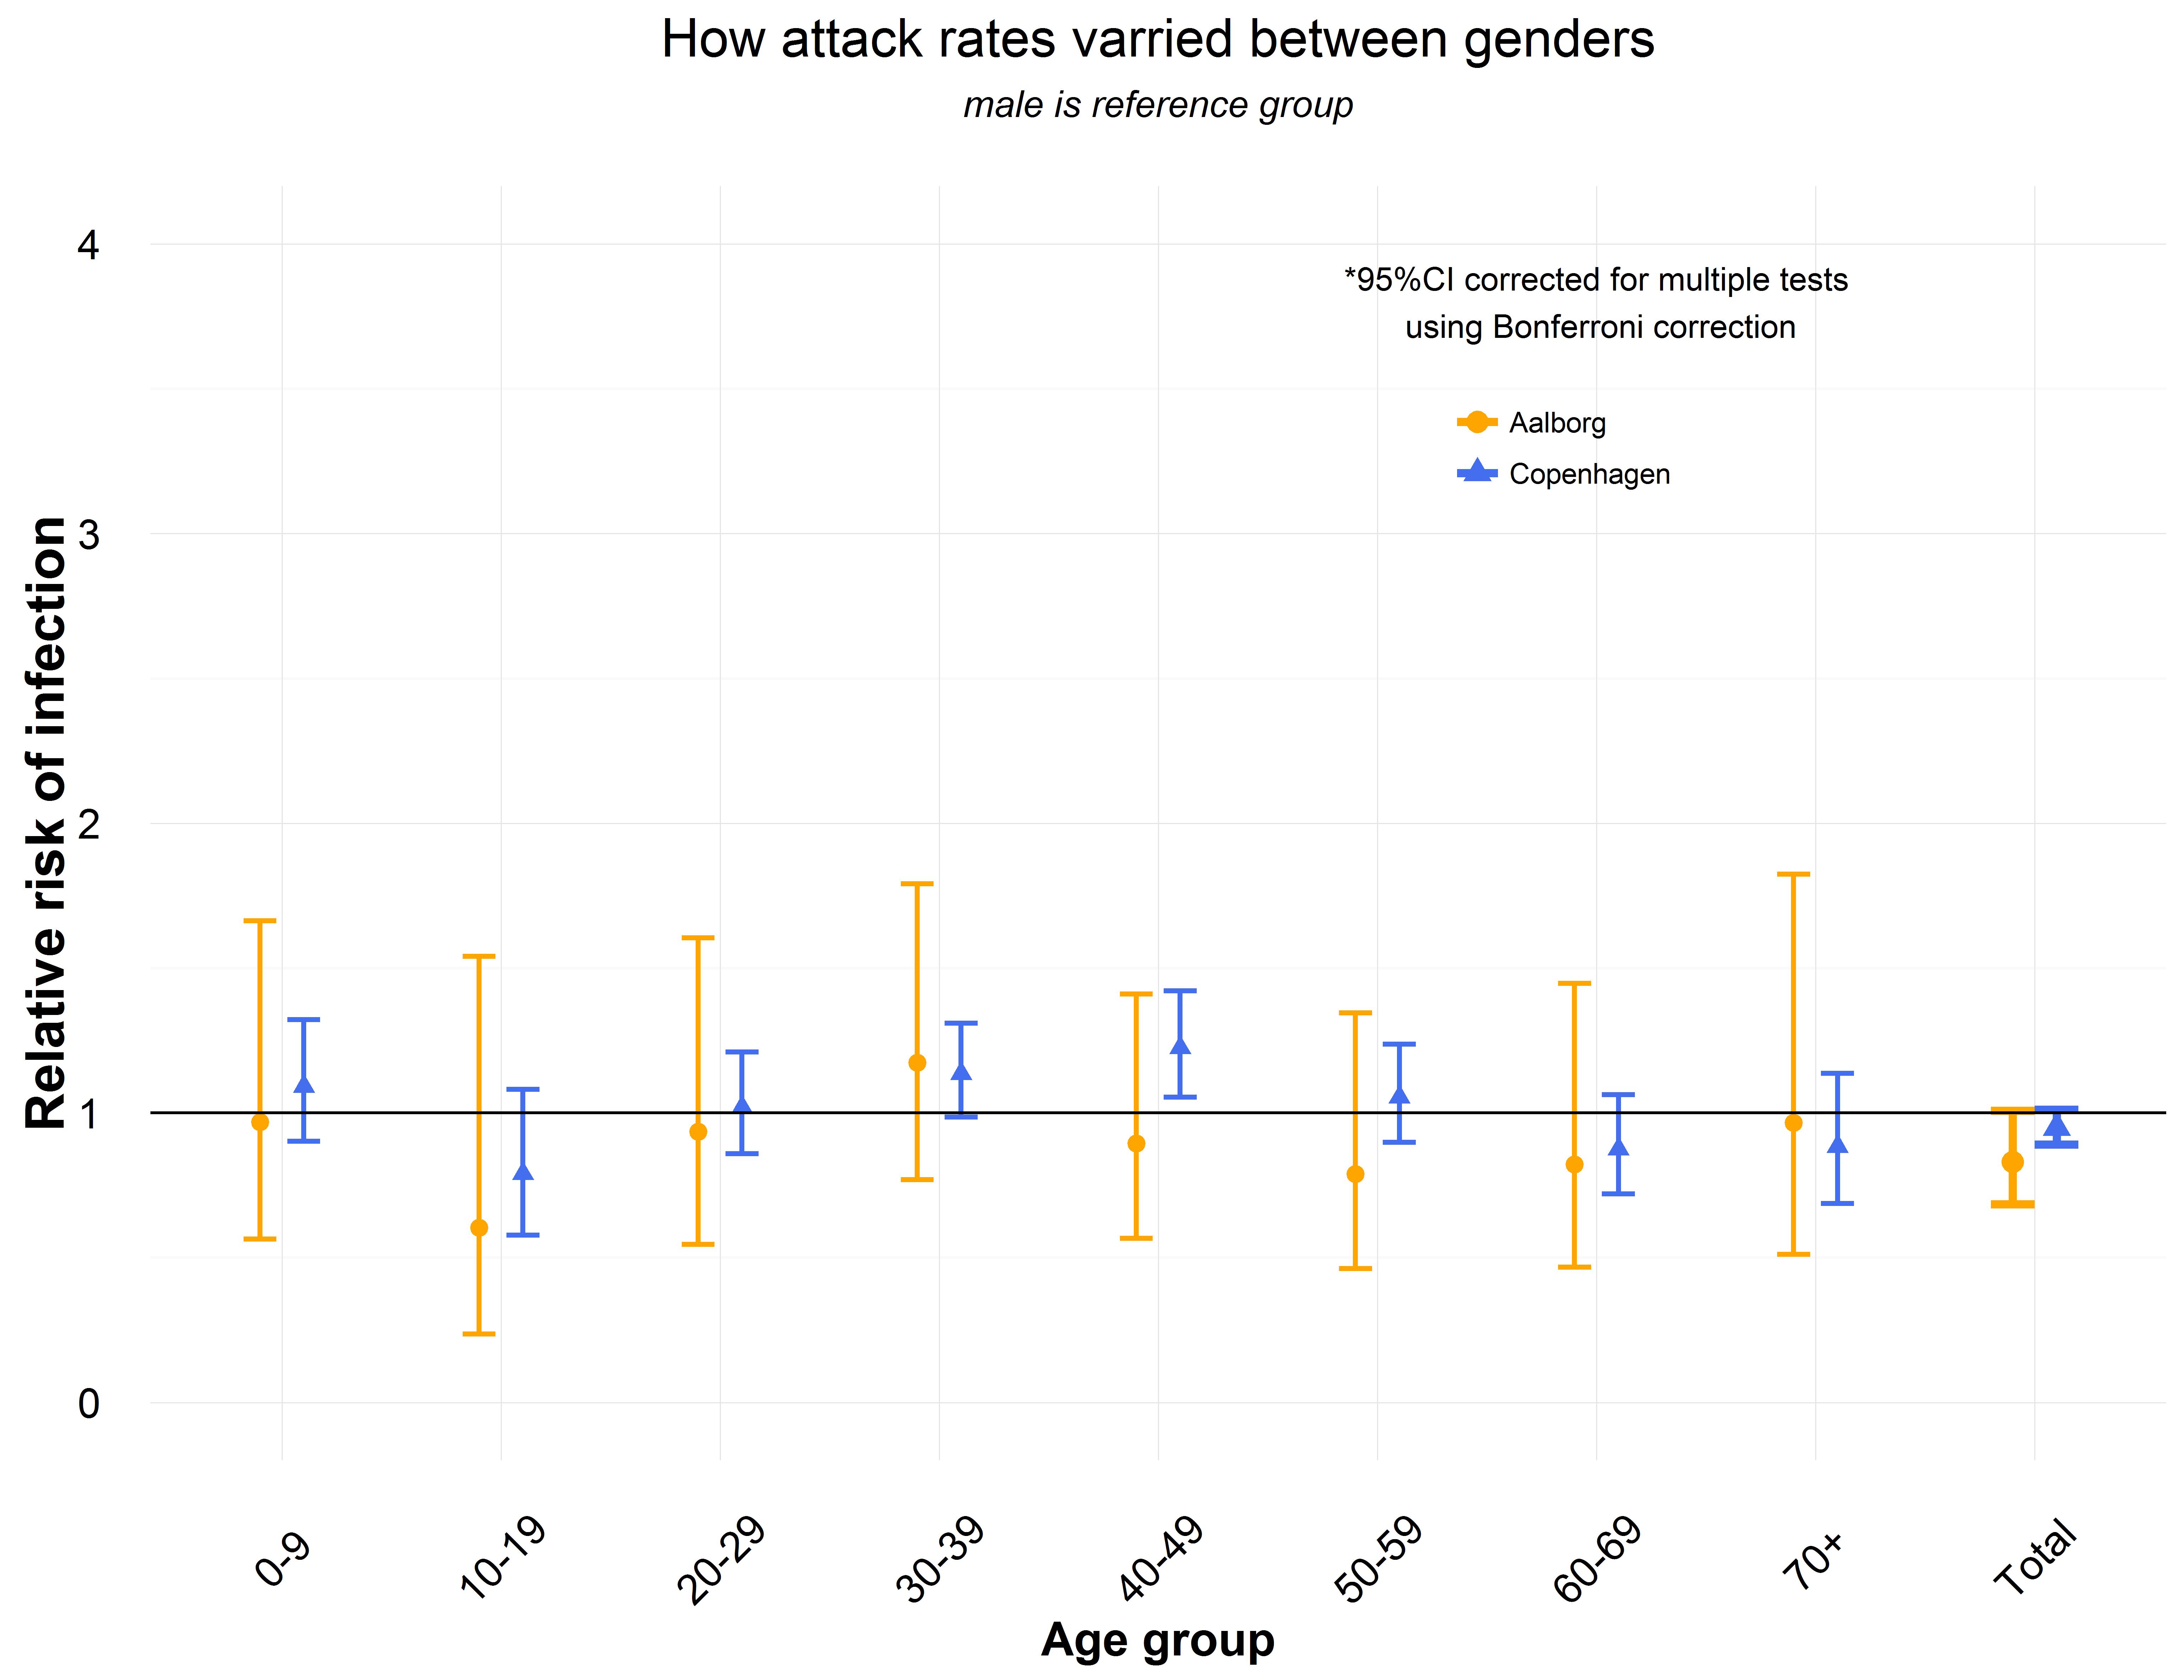 How attack rates varried between genders
male is reference group
*95%CI corrected for multiple tests
using Bonferroni correction
Aalborg
Copenhagen
Relative risk of infection
4
3
2
1
0
0-9
10-19
20-29
30-39
40-49
50-59
60-69
70+
Total
Age group